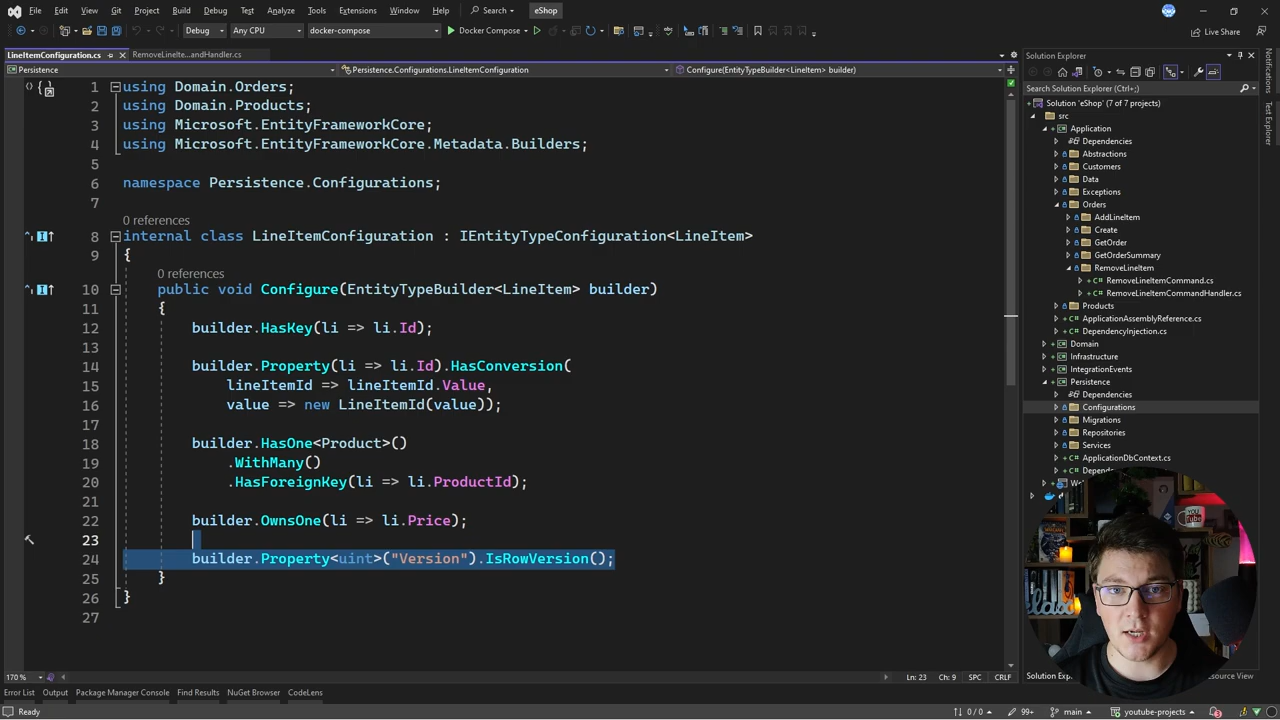 File Edit View Git Project Build Debug Test Analyze Tools Extensions Window Help Search eShop
Debug Any CPU docker-compose Docker Compose Live Share
LineItemConfiguration.cs RemoveLineIte...andHandler.cs
Persistence Persistence.Configurations.LineItemConfiguration Configure(EntityTypeBuilder<LineItem> builder)
1 using Domain.Orders;
2 using Domain.Products;
3 using Microsoft.EntityFrameworkCore;
4 using Microsoft.EntityFrameworkCore.Metadata.Builders;
5
6 namespace Persistence.Configurations;
7
0 references
8 internal class LineItemConfiguration : IEntityTypeConfiguration<LineItem>
9 {
0 references
10 public void Configure(EntityTypeBuilder<LineItem> builder)
11 {
12 builder.HasKey(li => li.Id);
13
14 builder.Property(li => li.Id).HasConversion(
15 lineItemId => lineItemId.Value,
16 value => new LineItemId(value));
17
18 builder.HasOne<Product>()
19 .WithMany()
20 .HasForeignKey(li => li.ProductId);
21
22 builder.OwnsOne(li => li.Price);
23
24 builder.Property<uint>("Version").IsRowVersion();
25 }
26 }
27
170 % Ln: 23 Ch: 9 SPC CRLF
Error List Output Package Manager Console Find Results NuGet Browser CodeLens
Ready 0 / 0 99+ main youtube-projects
Solution Explorer
Search Solution Explorer (Ctrl+;)
Solution 'eShop' (7 of 7 projects)
src
Application
Dependencies
Abstractions
Customers
Data
Exceptions
Orders
AddLineItem
Create
GetOrder
GetOrderSummary
RemoveLineItem
RemoveLineItemCommand.cs
RemoveLineItemCommandHandler.cs
Products
ApplicationAssemblyReference.cs
DependencyInjection.cs
Domain
Infrastructure
IntegrationEvents
Persistence
Dependencies
Configurations
Migrations
Repositories
Services
ApplicationDbContext.cs
Notifications
Test Explorer